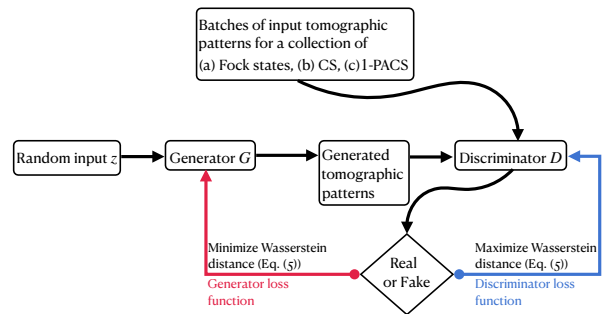 Batches of input tomographic
patterns for a collection of
(a) Fock states, (b) CS, (c)1-PACS
Random input z
Generator G
Generated
tomographic
patterns
Discriminator D
Minimize Wasserstein
distance (Eq. (5))
Generator loss
function
Real
or Fake
Maximize Wasserstein
distance (Eq. (5))
Discriminator loss
function